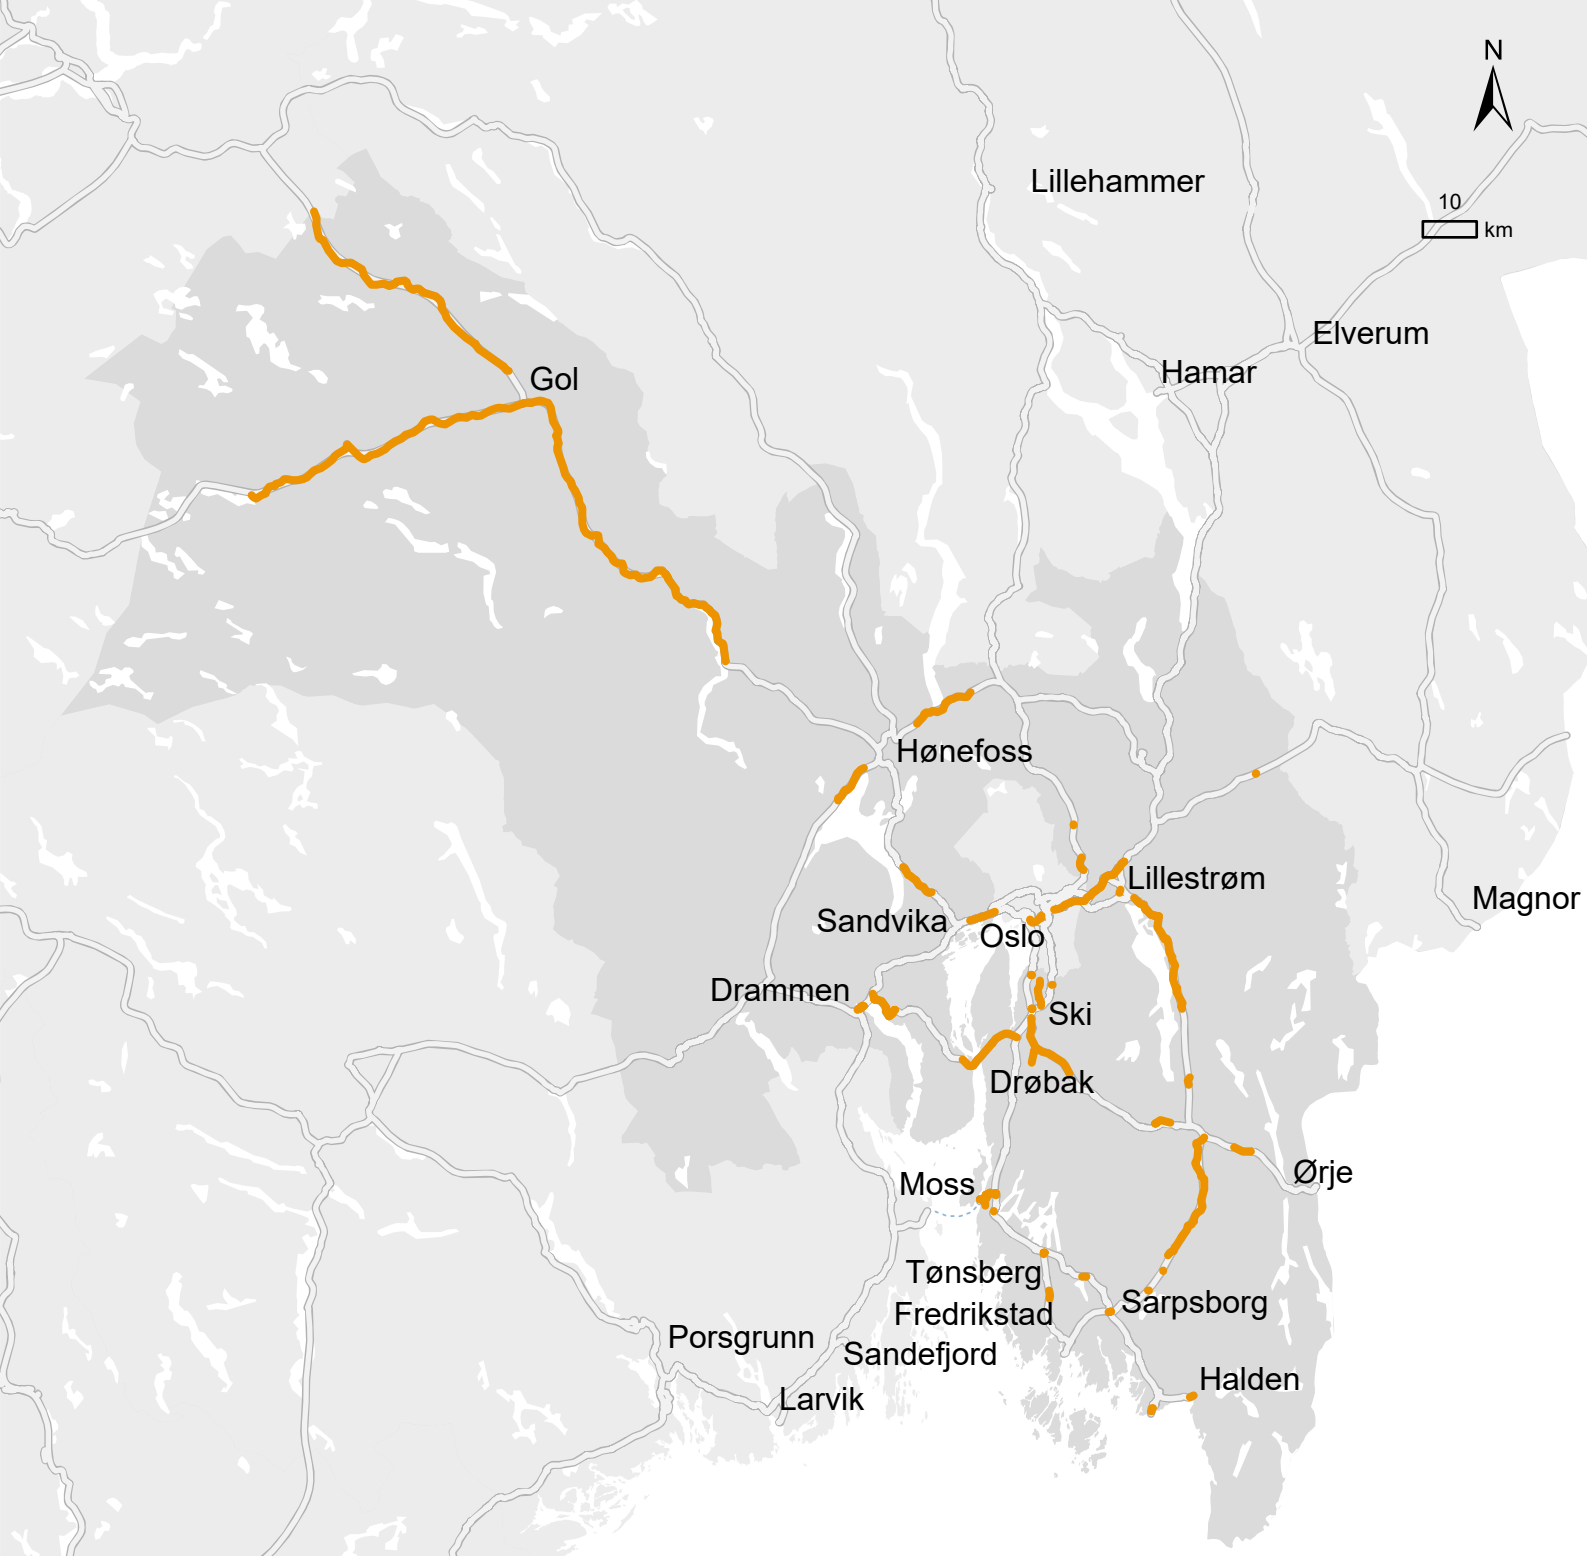 N
Lillehammer
10
km
Elverum
Hamar
Gol
Hønefoss
Lillestrøm
Magnor
Sandvika
Oslo
Drammen
Ski
Drøbak
Ørje
Moss
Tønsberg
Sarpsborg
Fredrikstad
Porsgrunn
Sandefjord
Halden
Larvik